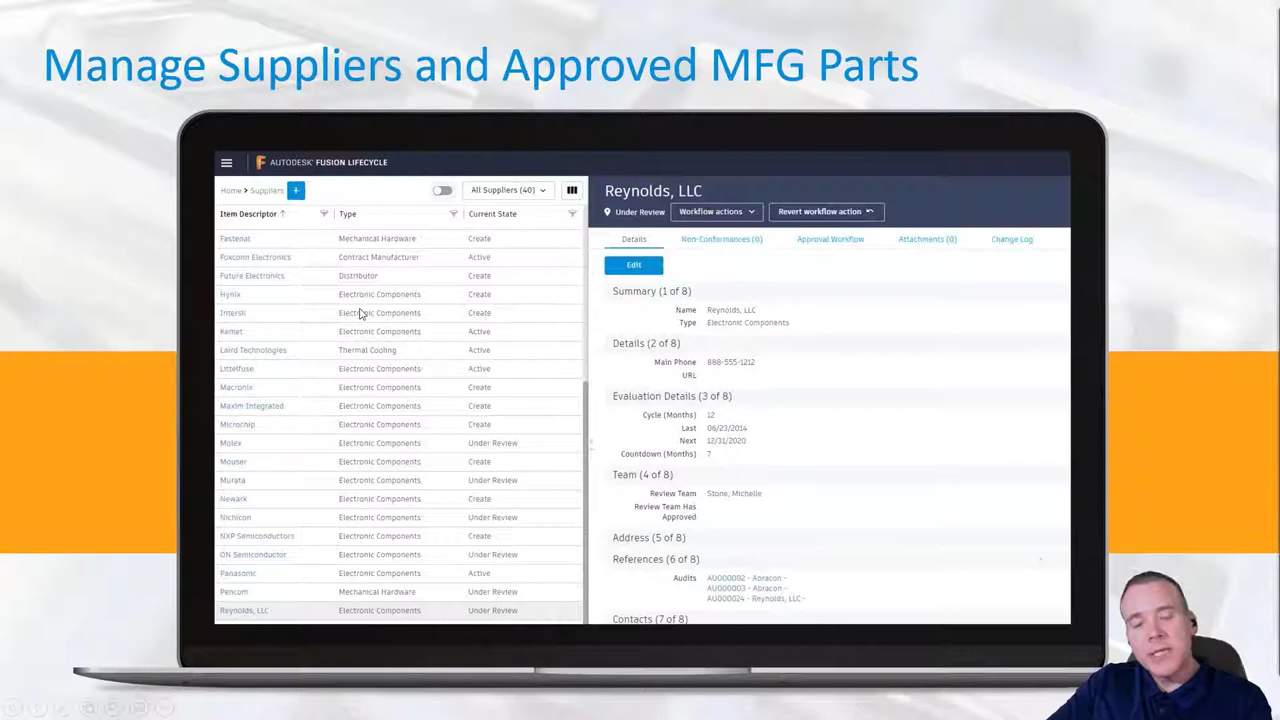 Manage Suppliers and Approved MFG Parts
AUTODESK® FUSION LIFECYCLE
Home > Suppliers + All Suppliers (40)
Item Descriptor Type Current State
Fastenal Mechanical Hardware Create
Foxconn Electronics Contract Manufacturer Active
Future Electronics Distributor Create
Hynix Electronic Components Create
Intersil Electronic Components Create
Kemet Electronic Components Active
Laird Technologies Thermal Cooling Active
Littelfuse Electronic Components Active
Macronix Electronic Components Create
Maxim Integrated Electronic Components Create
Microchip Electronic Components Create
Molex Electronic Components Under Review
Mouser Electronic Components Create
Murata Electronic Components Under Review
Newark Electronic Components Create
Nichicon Electronic Components Under Review
NXP Semiconductors Electronic Components Create
ON Semiconductor Electronic Components Under Review
Panasonic Electronic Components Active
Pencom Mechanical Hardware Under Review
Reynolds, LLC Electronic Components Under Review
Reynolds, LLC
Under Review Workflow actions Revert workflow action
Details Non-Conformances (0) Approval Workflow Attachments (0) Change Log
Edit
Summary (1 of 8)
Name Reynolds, LLC
Type Electronic Components
Details (2 of 8)
Main Phone 888-555-1212
URL
Evaluation Details (3 of 8)
Cycle (Months) 12
Last 06/23/2014
Next 12/31/2020
Countdown (Months) 7
Team (4 of 8)
Review Team Stone, Michelle
Review Team Has
Approved
Address (5 of 8)
References (6 of 8)
Audits AU000002 - Abracon -
AU000003 - Abracon -
AU000024 - Reynolds, LLC -
Contacts (7 of 8)